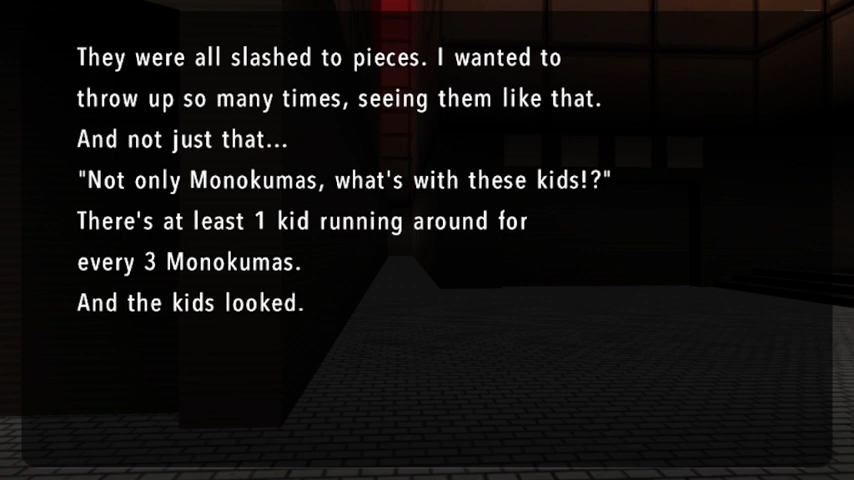 They were all slashed to pieces. I wanted to
throw up so many times, seeing them like that.
And not just that...
"Not only Monokumas, what's with these kids!?"
There's at least 1 kid running around for
every 3 Monokumas.
And the kids looked.